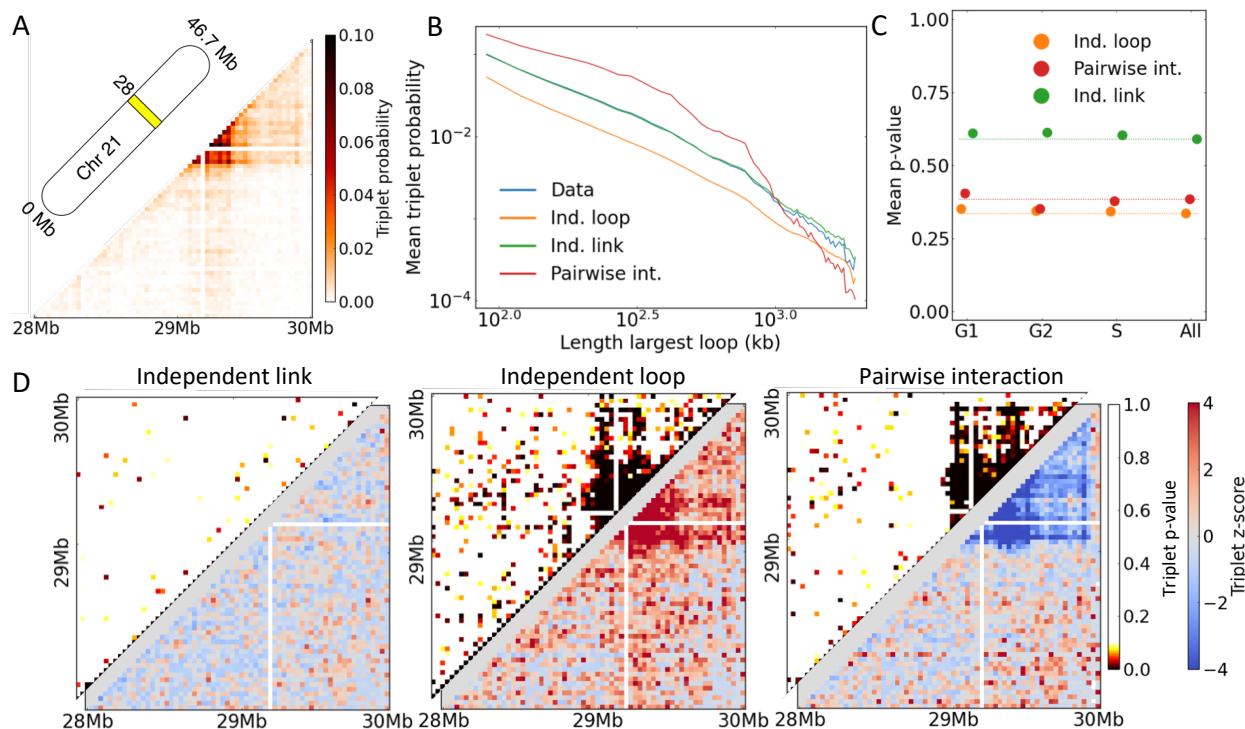 A
46.7 Mb
28
Chr 21
0 Mb
0.10
0.08
0.06
0.04
0.02
0.00
Triplet probability
28Mb
29Mb
30Mb
B
Mean triplet probability
10^−2
10^−4
Data
Ind. loop
Ind. link
Pairwise int.
10^2.0
10^2.5
10^3.0
Length largest loop (kb)
C
Mean p-value
1.00
0.75
0.50
0.25
0.00
Ind. loop
Pairwise int.
Ind. link
G1
G2
S
All
D
Independent link
30Mb
29Mb
28Mb
29Mb
30Mb
Independent loop
30Mb
29Mb
28Mb
29Mb
30Mb
Pairwise interaction
30Mb
29Mb
28Mb
29Mb
30Mb
1.0
0.8
0.6
0.4
0.2
0.0
Triplet p-value
4
2
0
−2
−4
Triplet z-score